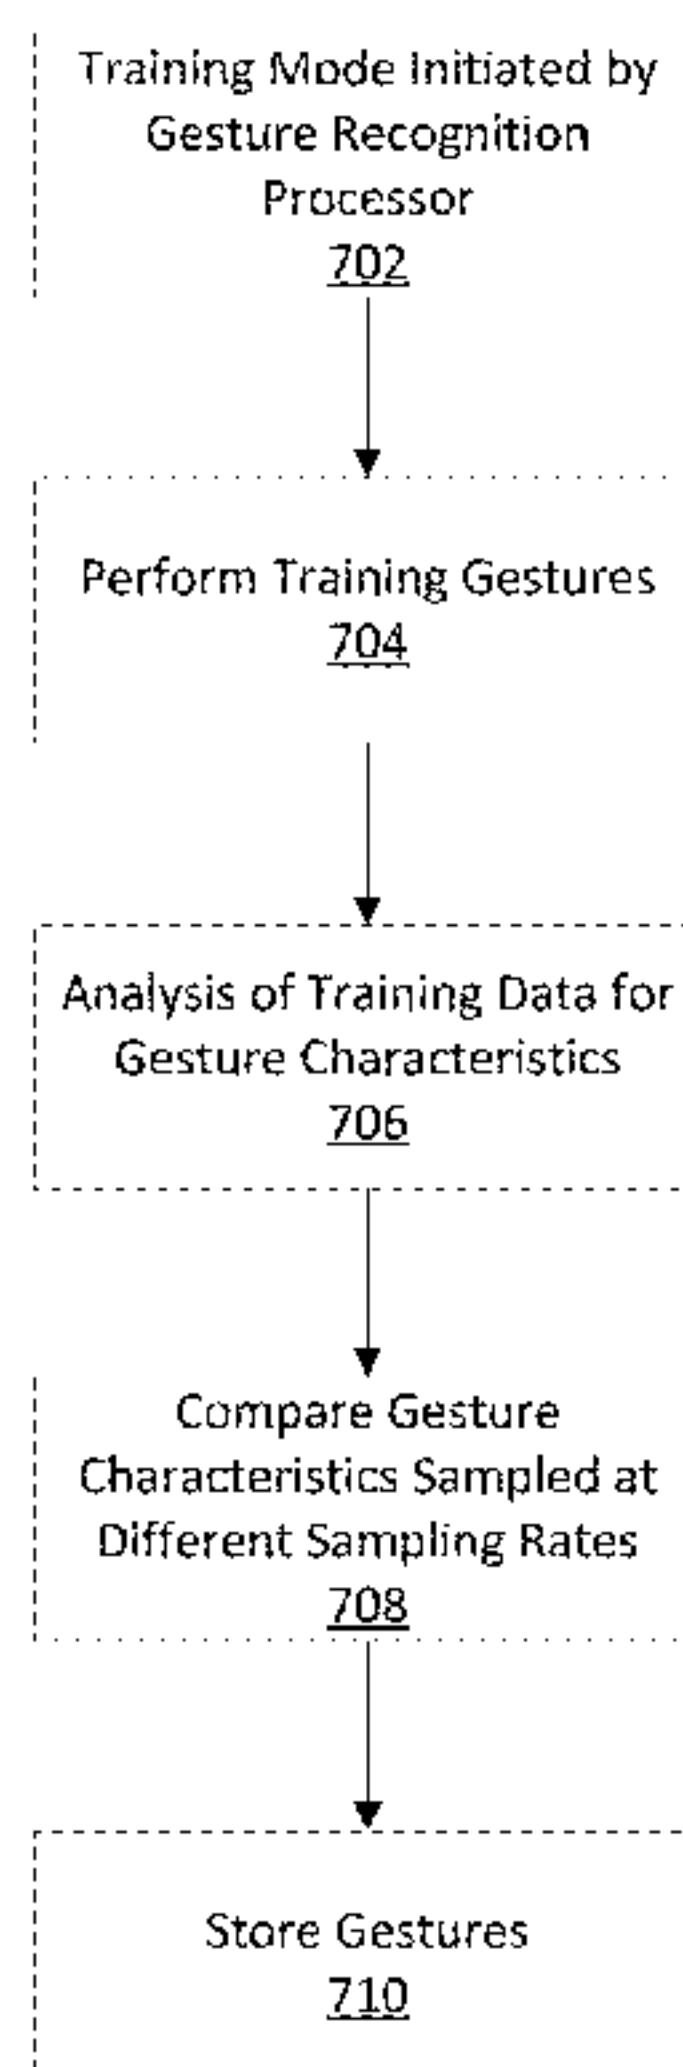 Training Mode Initiated by
Gesture Recognition
Processor
702
Perform Training Gestures
704
Analysis of Training Data for
Gesture Characteristics
706
Compare Gesture
Characteristics Sampled at
Different Sampling Rates
708
Store Gestures
710